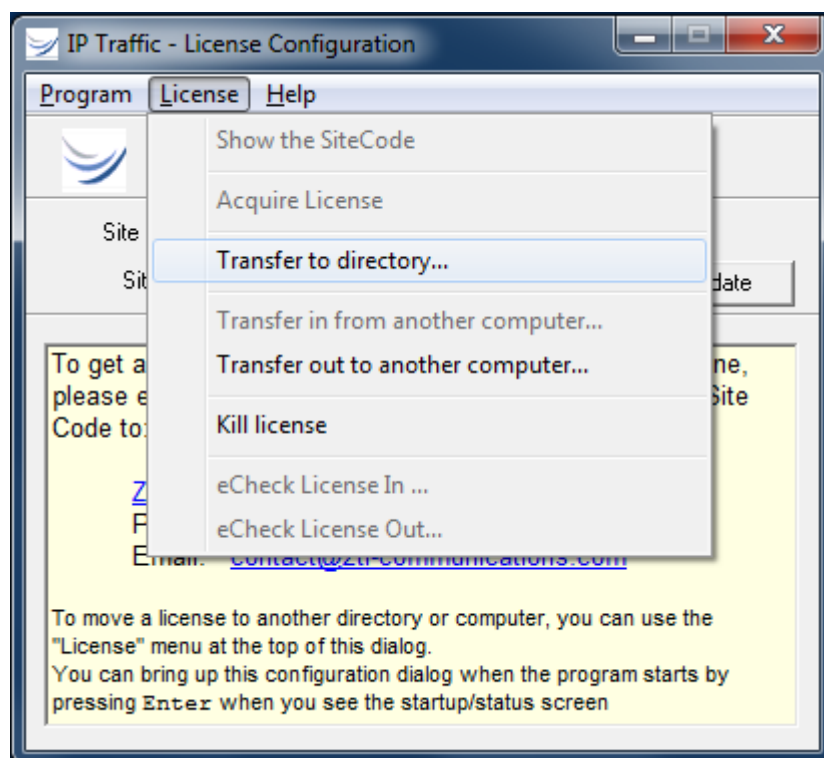 IP Traffic - License Configuration
Program License Help
Show the SiteCode
Acquire License
Site
Transfer to directory...
Sit
date
Transfer in from another computer...
To get a
ne,
Transfer out to another computer...
please e
Site
Code to:
Kill license
Z
eCheck License In ...
P
eCheck License Out...
Email: contact@zti-communications.com
To move a license to another directory or computer, you can use the
"License" menu at the top of this dialog.
You can bring up this configuration dialog when the program starts by
pressing Enter when you see the startup/status screen